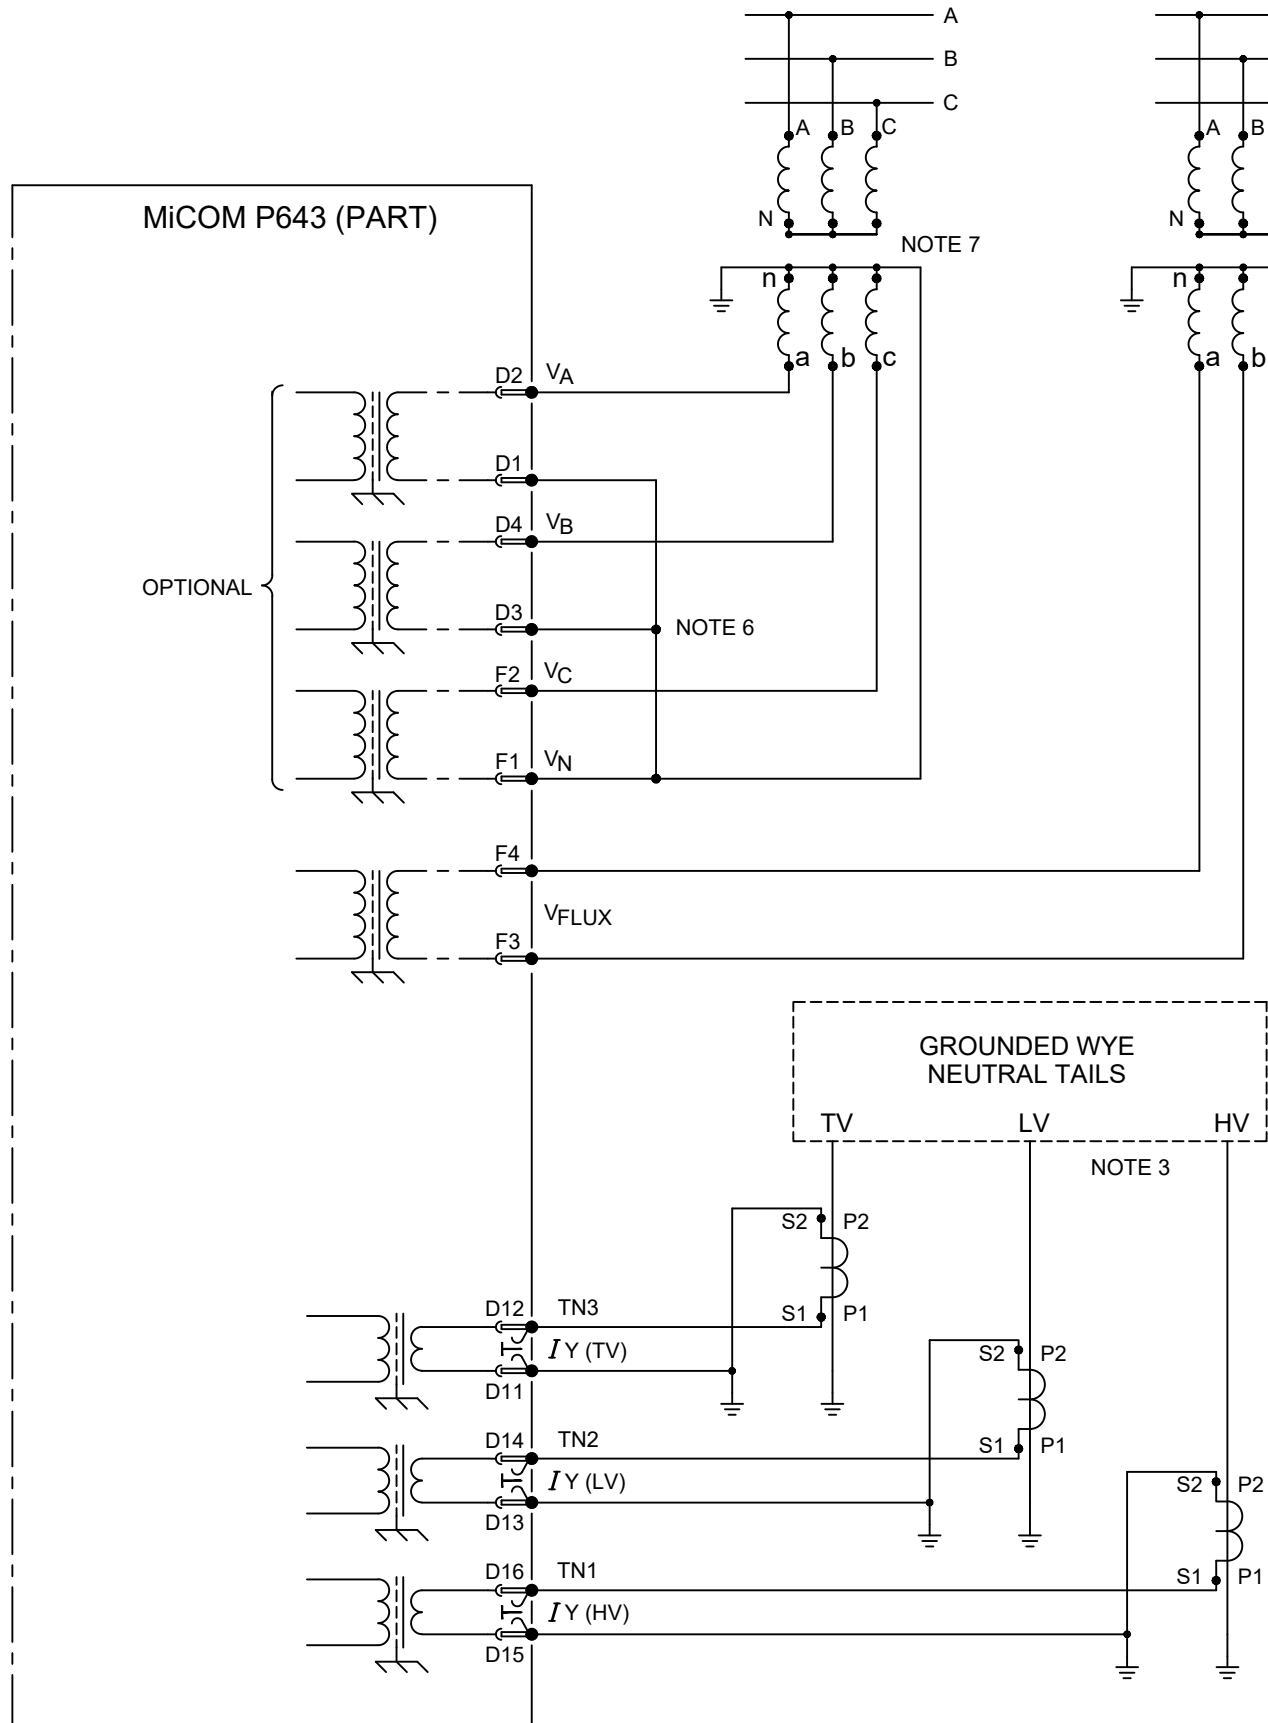 A
B
C
A B C
A B
MiCOM P643 (PART)
N
N
NOTE 7
n
n
a b c
a b
D2 VA
D1
D4 VB
OPTIONAL
D3
NOTE 6
F2 VC
F1 VN
F4
VFLUX
F3
GROUNDED WYE
NEUTRAL TAILS
TV LV HV
NOTE 3
S2 P2
D12 TN3 S1 P1
I Y (TV) S2 P2
D11
D14 TN2 S1 P1
I Y (LV) S2 P2
D13
D16 TN1 S1 P1
I Y (HV)
D15